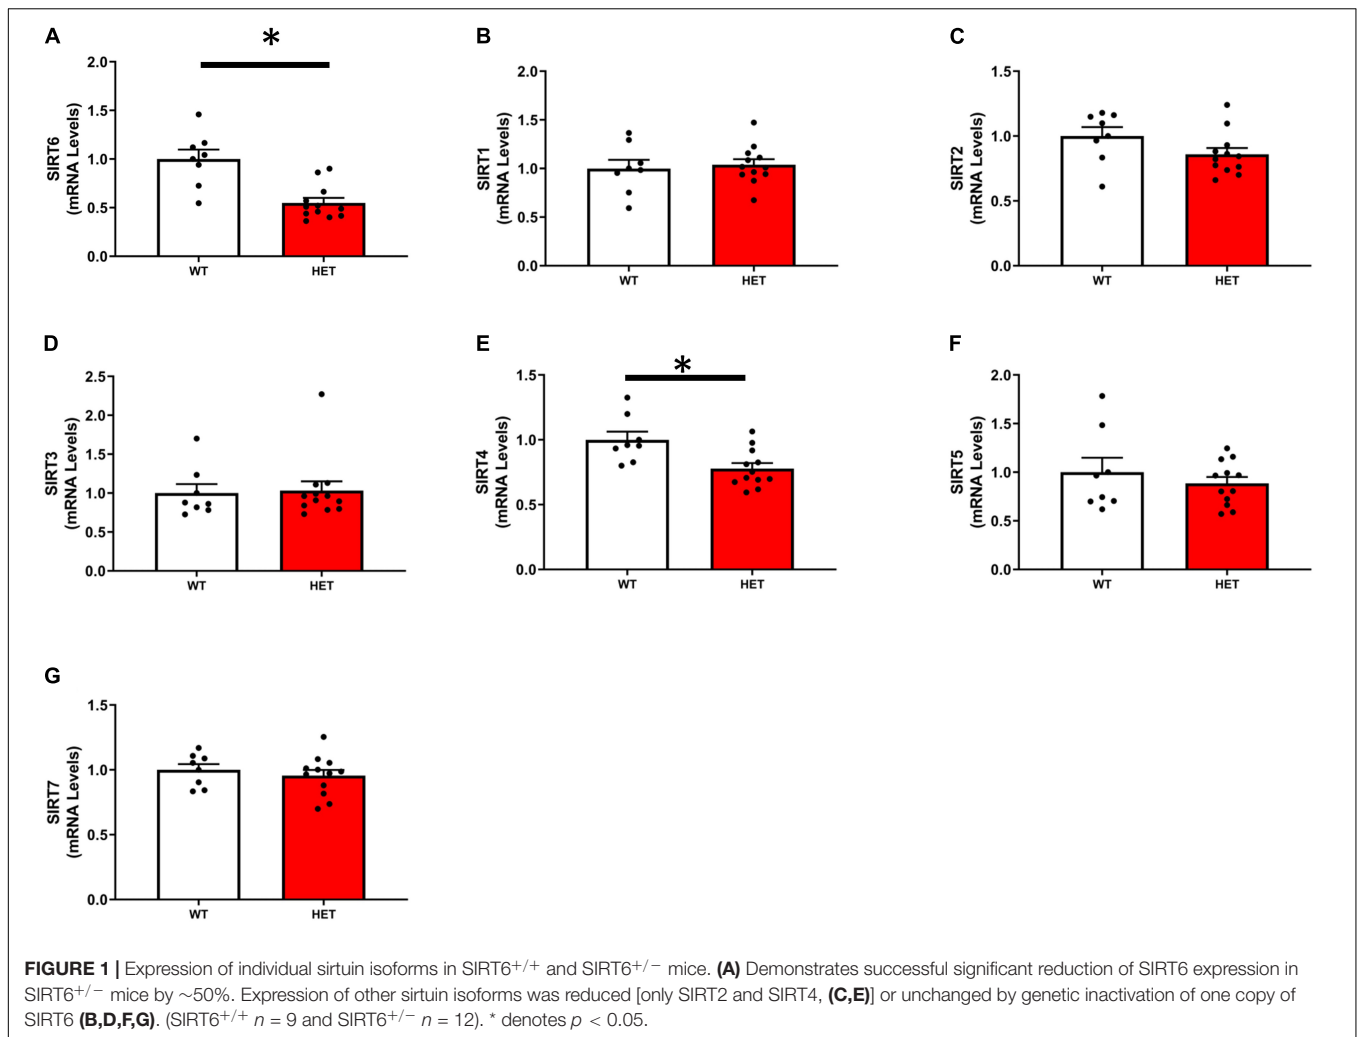 A
*
SIRT6
(mRNA Levels)
2.0
1.5
1.0
0.5
0.0
WT
HET
B
SIRT1
(mRNA Levels)
2.0
1.5
1.0
0.5
0.0
WT
HET
C
SIRT2
(mRNA Levels)
1.5
1.0
0.5
0.0
WT
HET
D
SIRT3
(mRNA Levels)
2.5
2.0
1.5
1.0
0.5
0.0
WT
HET
E
*
SIRT4
(mRNA Levels)
1.5
1.0
0.5
0.0
WT
HET
F
SIRT5
(mRNA Levels)
2.0
1.5
1.0
0.5
0.0
WT
HET
G
SIRT7
(mRNA Levels)
1.5
1.0
0.5
0.0
WT
HET
FIGURE 1 | Expression of individual sirtuin isoforms in SIRT6+/+ and SIRT6+/− mice. (A) Demonstrates successful significant reduction of SIRT6 expression in
SIRT6+/− mice by ∼50%. Expression of other sirtuin isoforms was reduced [only SIRT2 and SIRT4, (C,E)] or unchanged by genetic inactivation of one copy of
SIRT6 (B,D,F,G). (SIRT6+/+ n = 9 and SIRT6+/− n = 12). * denotes p < 0.05.